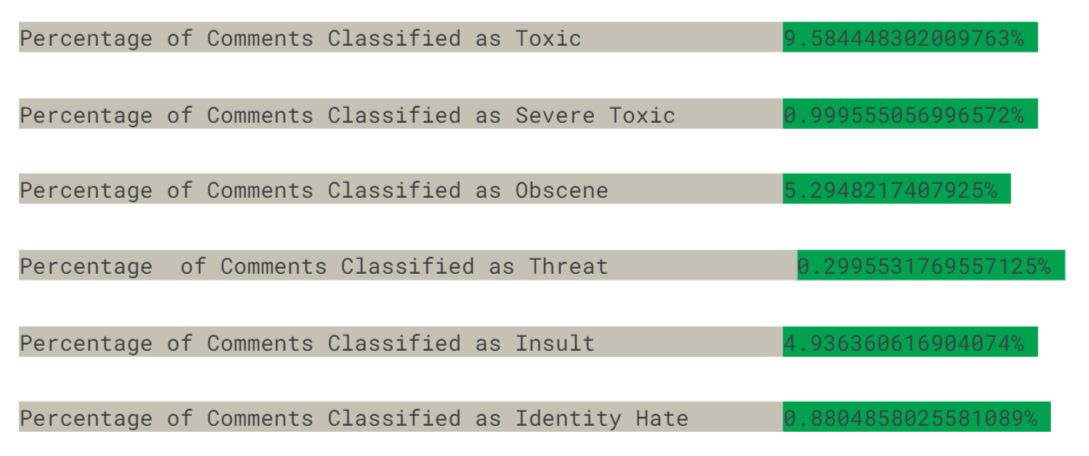 Percentage of Comments Classified as Toxic 9.584448302009763%
Percentage of Comments Classified as Severe Toxic 0.999555056996572%
Percentage of Comments Classified as Obscene 5.2948217407925%
Percentage  of Comments Classified as Threat 0.2995531769557125%
Percentage of Comments Classified as Insult 4.936360616904074%
Percentage of Comments Classified as Identity Hate 0.8804858025581089%